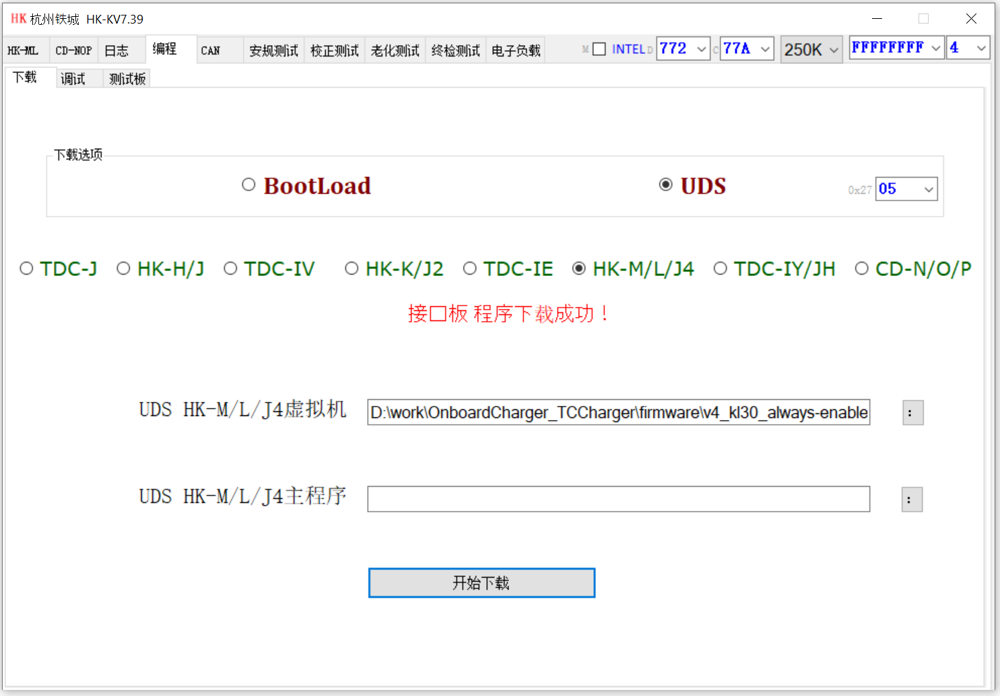 HK 杭州铁城 HK-KV7.39
HK-ML CD-NOP 日志 编程 CAN 安规测试 校正测试 老化测试 终检测试 电子负载 M INTEL D 772 C 77A 250K FFFFFFFF 4
下载 调试 测试板
下载选项
BootLoad UDS 0x27 05
TDC-J HK-H/J TDC-IV HK-K/J2 TDC-IE HK-M/L/J4 TDC-IY/JH CD-N/O/P
接口板 程序下载成功！
UDS HK-M/L/J4虚拟机 D:\work\OnboardCharger_TCCharger\firmware\v4_kl30_always-enable :
UDS HK-M/L/J4主程序 :
开始下载